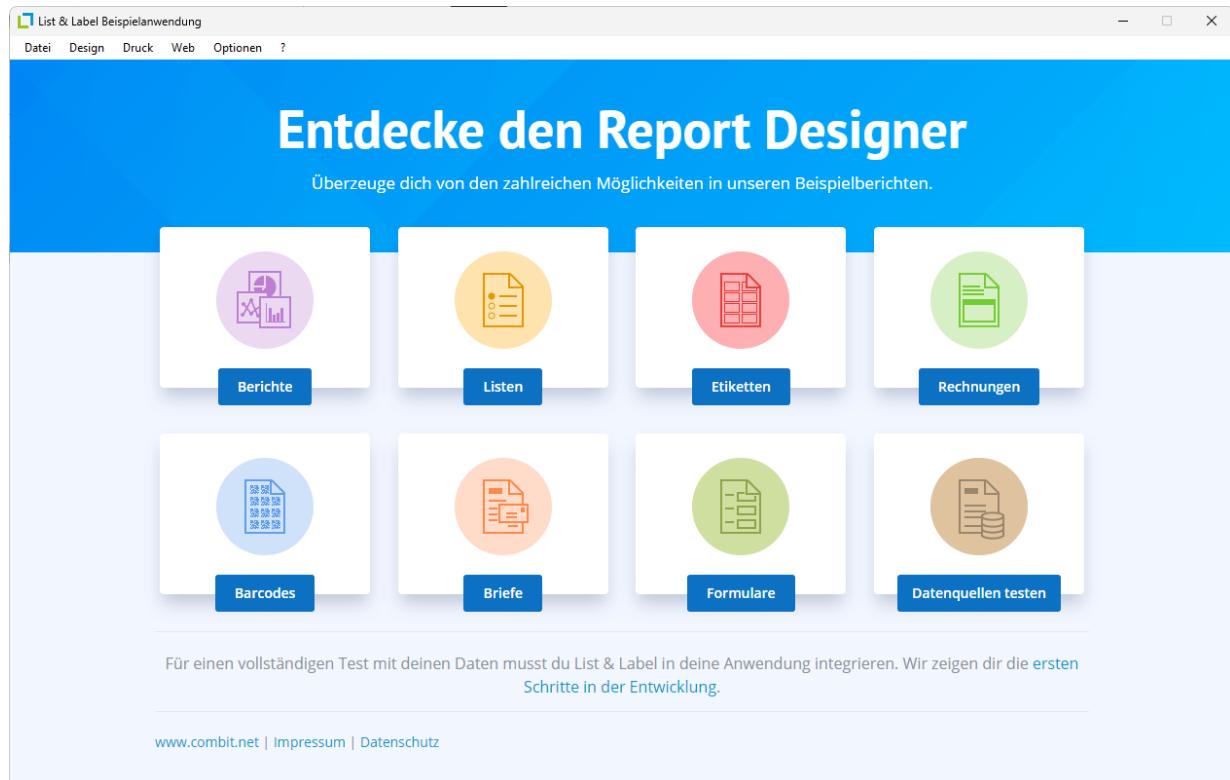 List & Label Beispielanwendung
Datei Design Druck Web Optionen ?
Entdecke den Report Designer
Überzeuge dich von den zahlreichen Möglichkeiten in unseren Beispielberichten.
Berichte Listen Etiketten Rechnungen
Barcodes Briefe Formulare Datenquellen testen
Für einen vollständigen Test mit deinen Daten musst du List & Label in deine Anwendung integrieren. Wir zeigen dir die ersten
Schritte in der Entwicklung.
www.combit.net | Impressum | Datenschutz